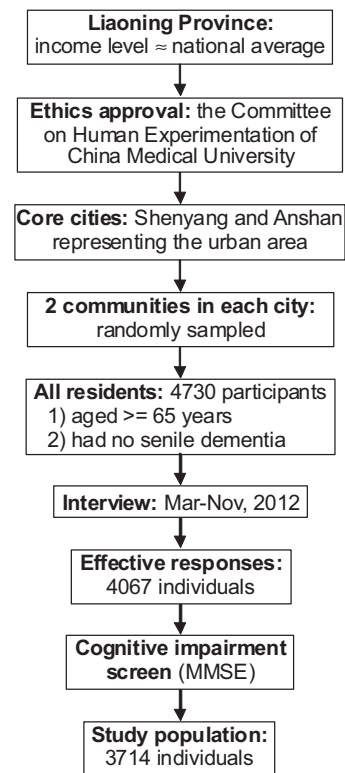 Liaoning Province:
income level ≈ national average
Ethics approval: the Committee
on Human Experimentation of
China Medical University
Core cities: Shenyang and Anshan
representing the urban area
2 communities in each city:
randomly sampled
All residents: 4730 participants
1) aged >= 65 years
2) had no senile dementia
Interview: Mar-Nov, 2012
Effective responses:
4067 individuals
Cognitive impairment
screen (MMSE)
Study population:
3714 individuals